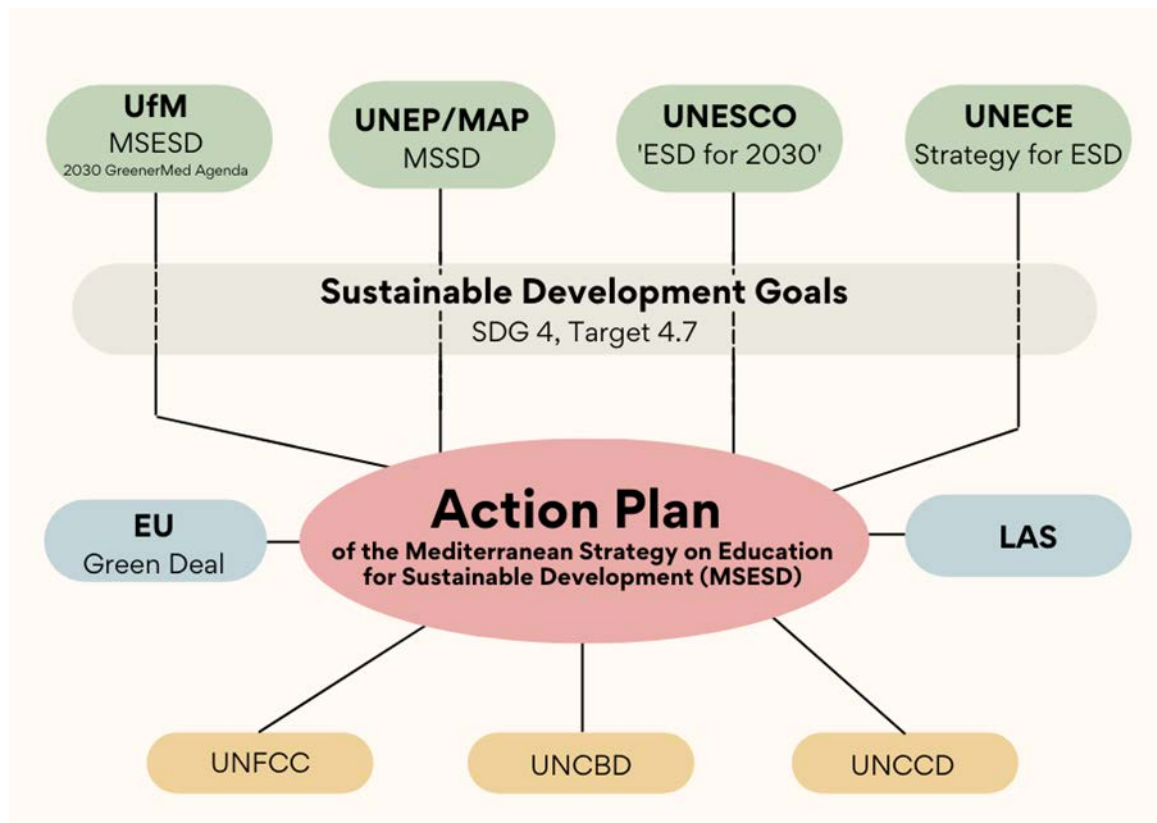 UfM
MSESD
2030 GreenerMed Agenda
UNEP/MAP
MSSD
UNESCO
'ESD for 2030'
UNECE
Strategy for ESD
Sustainable Development Goals
SDG 4, Target 4.7
Action Plan
of the Mediterranean Strategy on Education
for Sustainable Development (MSESD)
EU
Green Deal
LAS
UNFCC
UNCBD
UNCCD